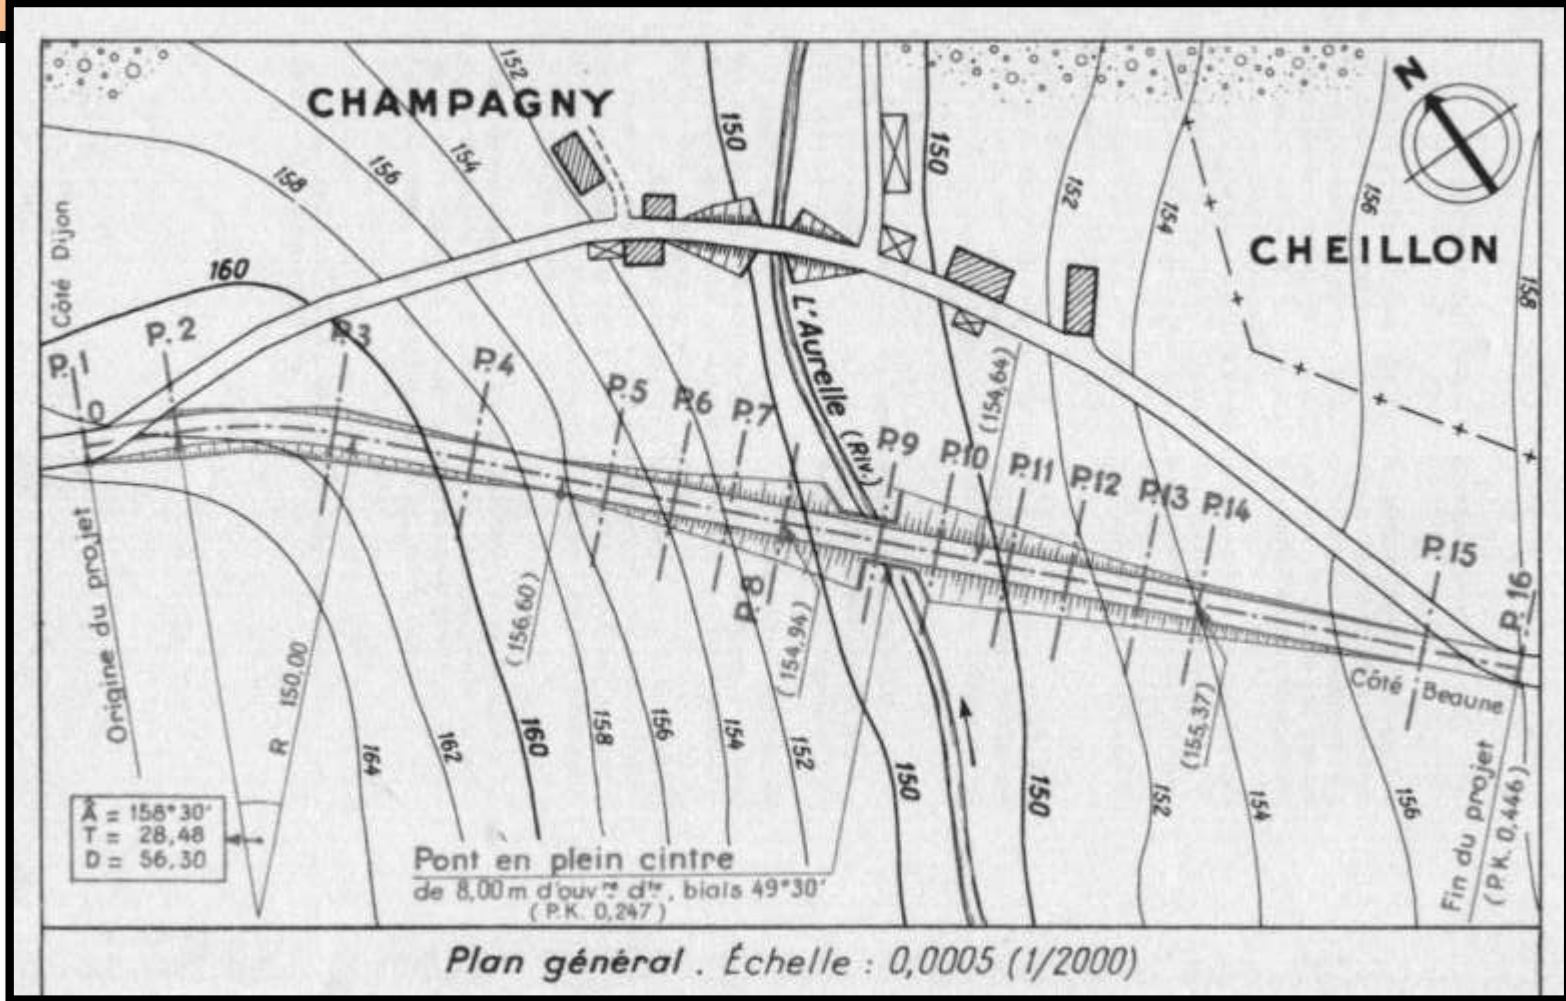 CHAMPAGNY
CHEILLON
N
152
150
150
152
154
156
158
158
156
154
160
Côté Dijon
P. 1
P. 2
P. 3
P. 4
P. 5
P. 6
P. 7
P. 8
P. 9
P. 10
P. 11
P. 12
P. 13
P. 14
P. 15
P. 16
O
L'Aurelle (Riv.)
(154,64)
(156,60)
(154,94)
(155,37)
Origine du projet
R 150,00
164
162
160
158
156
154
152
150
150
152
154
156
Côté Beaune
Fin du projet
(P.K. 0,446)
Â = 158°30'
T = 28,48
D = 56,30
Pont en plein cintre
de 8,00 m d'ouvre dte, biais 49°30'
(P.K. 0,247)
Plan général. Échelle : 0,0005 (1/2000)